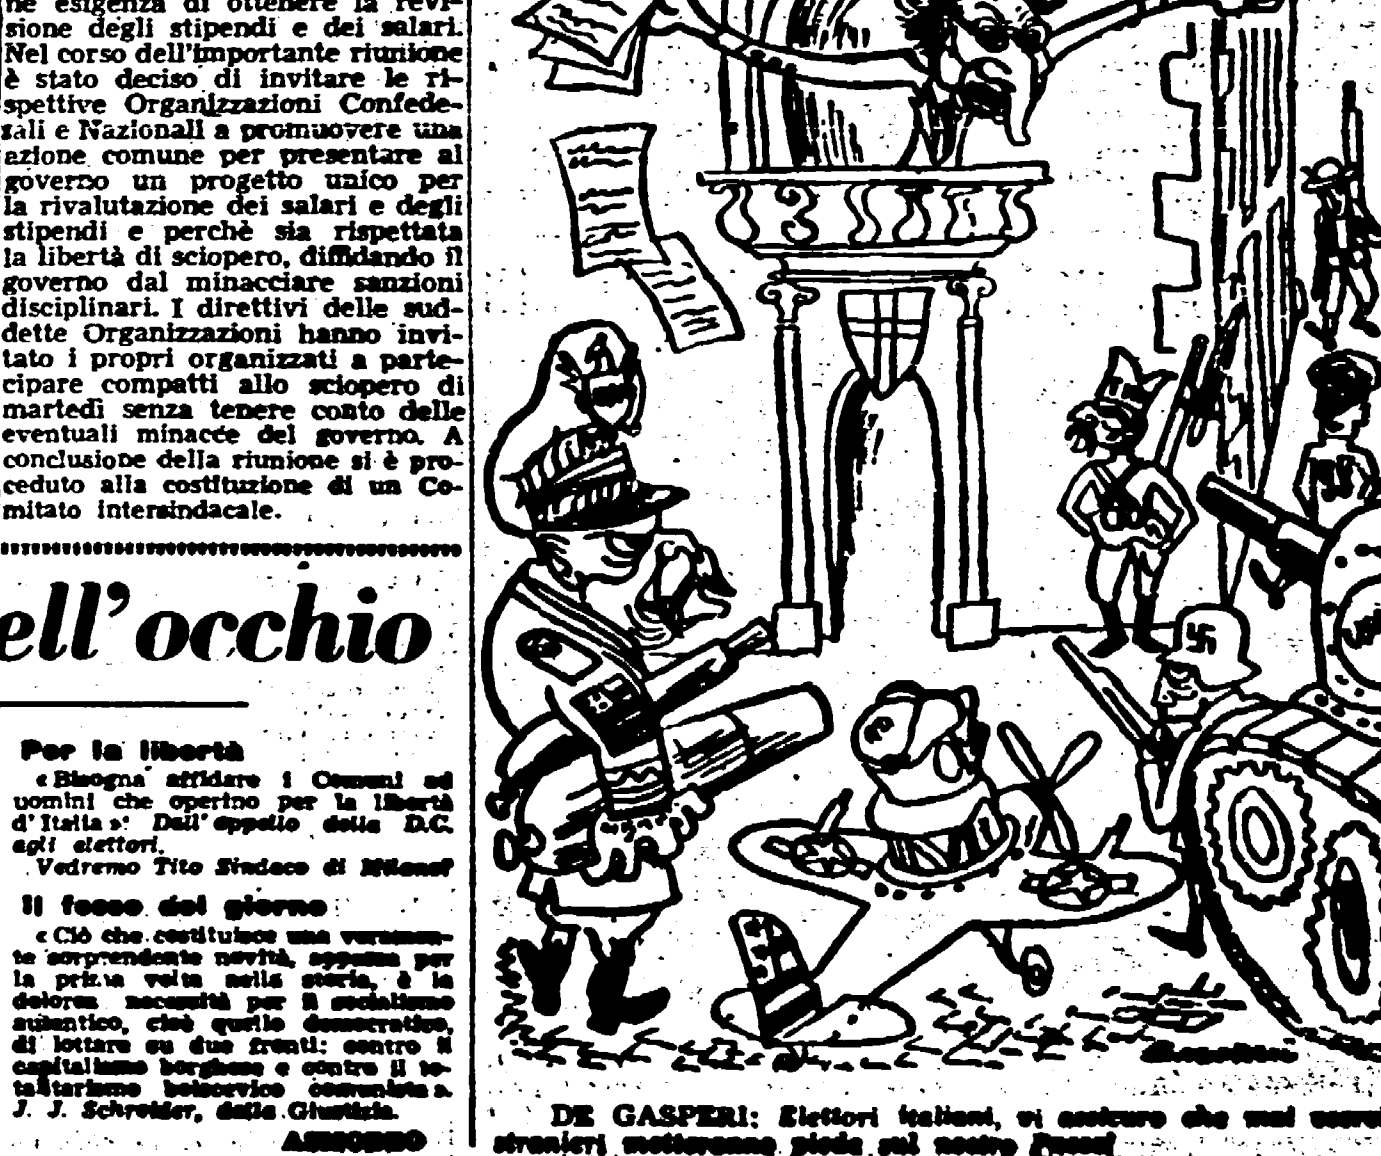 ne esigenza di ottenere la revi-
sione degli stipendi e dei salari.
Nel corso dell'importante riunione
è stato deciso di invitare le ri-
spettive Organizzazioni Confede-
rali e Nazionali a promuovere una
azione comune per presentare al
governo un progetto unico per
la rivalutazione dei salari e degli
stipendi e perchè sia rispettata
la libertà di sciopero, diffidando il
governo dal minacciare sanzioni
disciplinari. I direttivi delle sud-
dette Organizzazioni hanno invi-
tato i propri organizzati a parte-
cipare compatti allo sciopero di
martedì senza tenere conto delle
eventuali minacce del governo. A
conclusione della riunione si è pro-
ceduto alla costituzione di un Co-
mitato intersindacale.
ell'occhio
Per la libertà
« Bisogna affidare i Comuni ad
uomini che operino per la libertà
d'Italia »: Dall'appello della D.C.
agli elettori.
Vedremo Tito Sindaco di Milano?
Il fesso del giorno
« Ciò che costituisce una veramen-
te sorprendente novità, apparsa per
la prima volta nella storia, è la
dolorosa necessità per il socialismo
autentico, cioè quello democratico,
di lottare su due fronti: contro il
capitalismo borghese e contro il to-
talitarismo bolscevico comunista ».
J. J. Schreider, della Giustizia.
ASMODEO
DE GASPERI: Elettori italiani, vi assicuro che mai
stranieri metteranno piede sul nostro Paese!